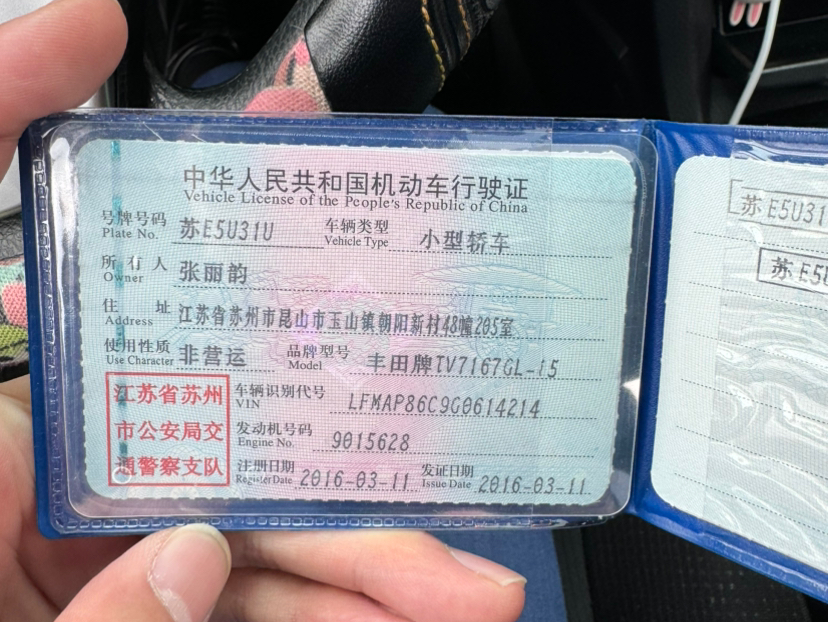 中华人民共和国机动车行驶证
Vehicle License of the People's Republic of China
号牌号码 苏E5U31U 车辆类型 小型轿车
Plate No. Vehicle Type
所有人 张丽韵
Owner
住址 江苏省苏州市昆山市玉山镇朝阳新村48幢205室
Address
使用性质 非营运 品牌型号 丰田牌TV7167GL-i5
Use Character Model
江苏省苏州
市公安局交
通警察支队
车辆识别代号 LFMAP86C9G0614214
VIN
发动机号码 9015628
Engine No.
注册日期 2016-03-11 发证日期 2016-03-11
Register Date Issue Date
苏E5U31
苏E5U